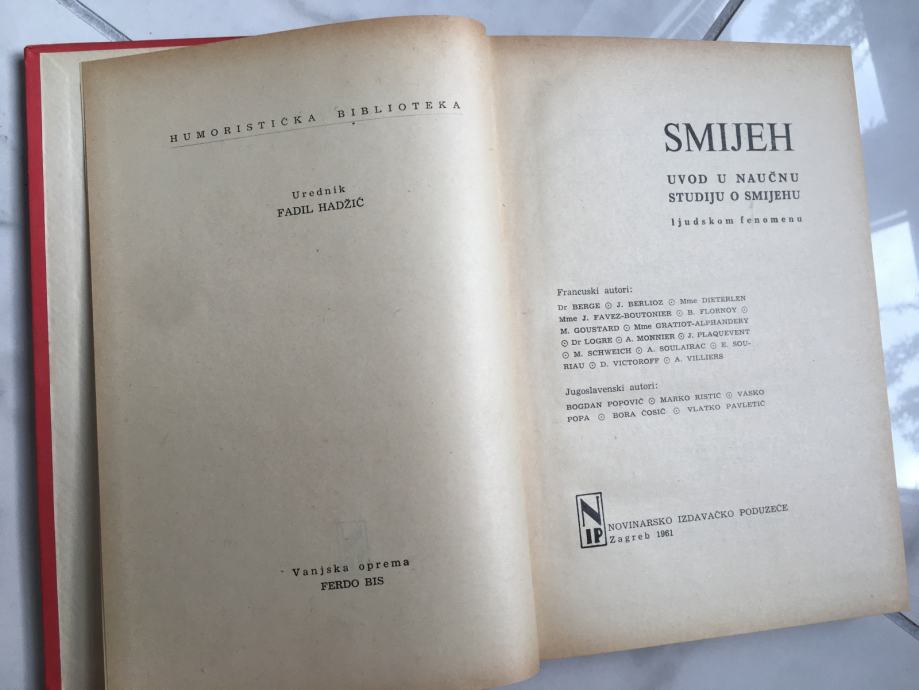 HUMORISTIČKA BIBLIOTEKA
Urednik
FADIL HADŽIĆ
Vanjska oprema
FERDO BIS
SMIJEH
UVOD U NAUČNU
STUDIJU O SMIJEHU
ljudskom fenomenu
Francuski autori:
Dr BERGE ⊙ J. BERLIOZ ⊙ Mme DIETERLEN
Mme J. FAVEZ-BOUTONIER ⊙ B. FLORNOY ⊙
M. GOUSTARD ⊙ Mme GRATIOT-ALPHANDERY
⊙ Dr LOGRE ⊙ A. MONNIER ⊙ J. PLAQUEVENT
⊙ M. SCHWEICH ⊙ A. SOULAIRAC ⊙ E. SOU-
RIAU ⊙ D. VICTOROFF ⊙ A. VILLIERS
Jugoslavenski autori:
BOGDAN POPOVIĆ ⊙ MARKO RISTIĆ ⊙ VASKO
POPA ⊙ BORA ĆOSIĆ ⊙ VLATKO PAVLETIĆ
NIP
NOVINARSKO IZDAVAČKO PODUZEĆE
Zagreb 1961